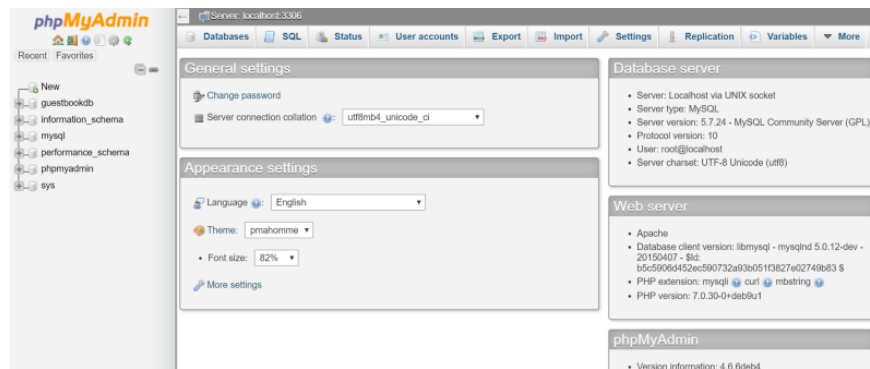 phpMyAdmin
Recent Favorites
New
guestbookdb
information_schema
mysql
performance_schema
phpmyadmin
sys
Server: localhost:3306
Databases SQL Status User accounts Export Import Settings Replication Variables More
General settings
Change password
Server connection collation : utf8mb4_unicode_ci
Appearance settings
Language : English
Theme: pmahomme
• Font size: 82%
More settings
Database server
• Server: Localhost via UNIX socket
• Server type: MySQL
• Server version: 5.7.24 - MySQL Community Server (GPL)
• Protocol version: 10
• User: root@localhost
• Server charset: UTF-8 Unicode (utf8)
Web server
• Apache
• Database client version: libmysql - mysqlnd 5.0.12-dev -
20150407 - $Id:
b5c5906d452ec590732a93b051f3827e02749b83 $
• PHP extension: mysqli curl mbstring
• PHP version: 7.0.30-0+deb9u1
phpMyAdmin
• Version information: 4.6.6deb4